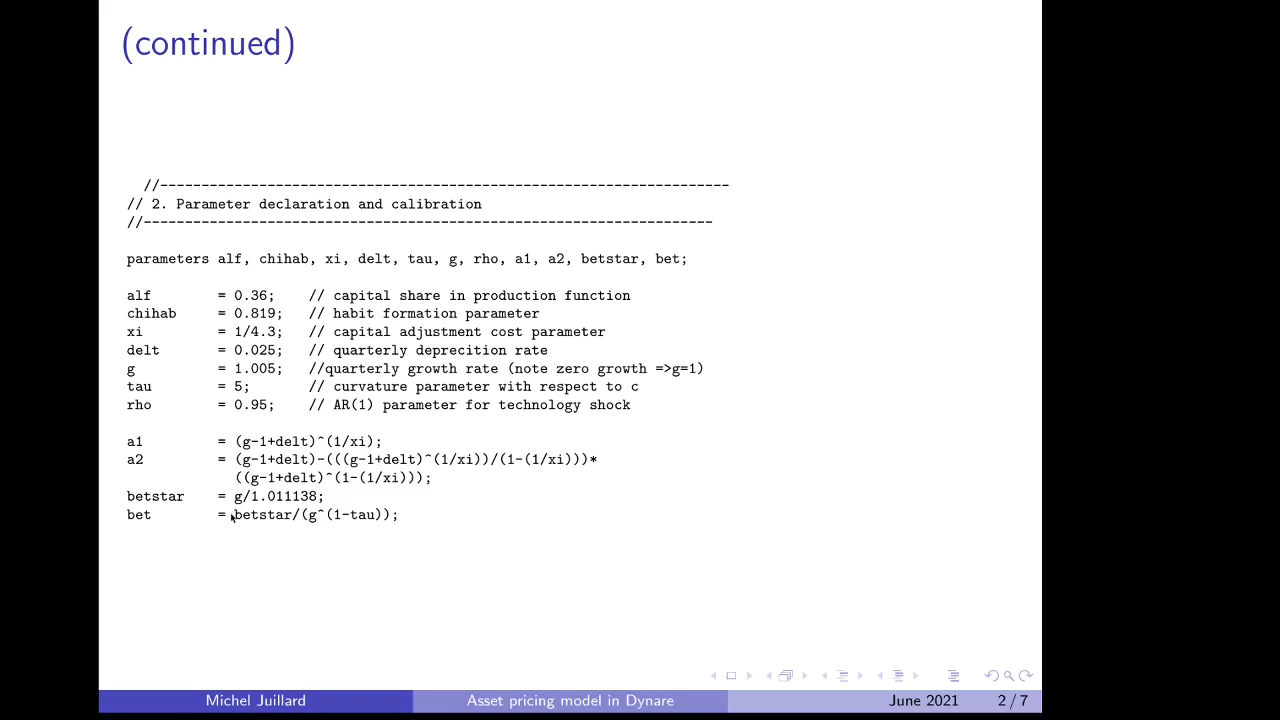 (continued)
//---------------------------------------------------------------------
// 2. Parameter declaration and calibration
//---------------------------------------------------------------------
parameters alf, chihab, xi, delt, tau, g, rho, a1, a2, betstar, bet;
alf = 0.36; // capital share in production function
chihab = 0.819; // habit formation parameter
xi = 1/4.3; // capital adjustment cost parameter
delt = 0.025; // quarterly deprecition rate
g = 1.005; //quarterly growth rate (note zero growth =>g=1)
tau = 5; // curvature parameter with respect to c
rho = 0.95; // AR(1) parameter for technology shock
a1 = (g-1+delt)^(1/xi);
a2 = (g-1+delt)-(((g-1+delt)^(1/xi))/(1-(1/xi)))*
((g-1+delt)^(1-(1/xi)));
betstar = g/1.011138;
bet = betstar/(g^(1-tau));
Michel Juillard Asset pricing model in Dynare June 2021 2 / 7